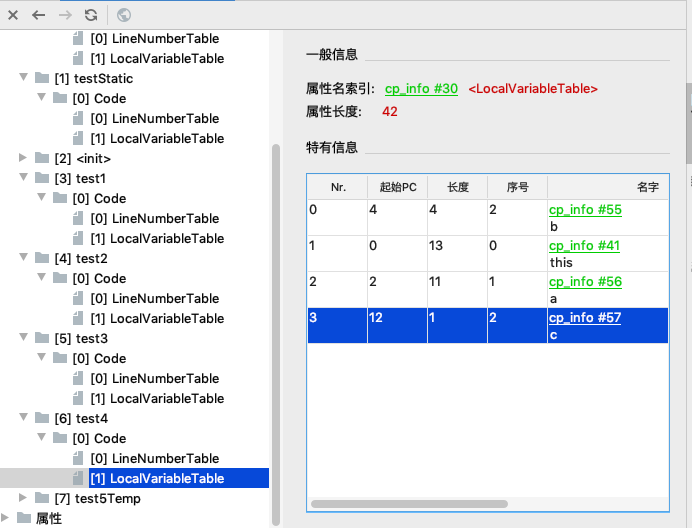 [0] LineNumberTable
[1] LocalVariableTable
[1] testStatic
[0] Code
[0] LineNumberTable
[1] LocalVariableTable
[2] <init>
[3] test1
[0] Code
[0] LineNumberTable
[1] LocalVariableTable
[4] test2
[0] Code
[0] LineNumberTable
[1] LocalVariableTable
[5] test3
[0] Code
[0] LineNumberTable
[1] LocalVariableTable
[6] test4
[0] Code
[0] LineNumberTable
[1] LocalVariableTable
[7] test5Temp
属性
一般信息
属性名索引: cp_info #30 <LocalVariableTable>
属性长度: 42
特有信息
Nr. 起始PC 长度 序号 名字
0 4 4 2 cp_info #55
b
1 0 13 0 cp_info #41
this
2 2 11 1 cp_info #56
a
3 12 1 2 cp_info #57
c